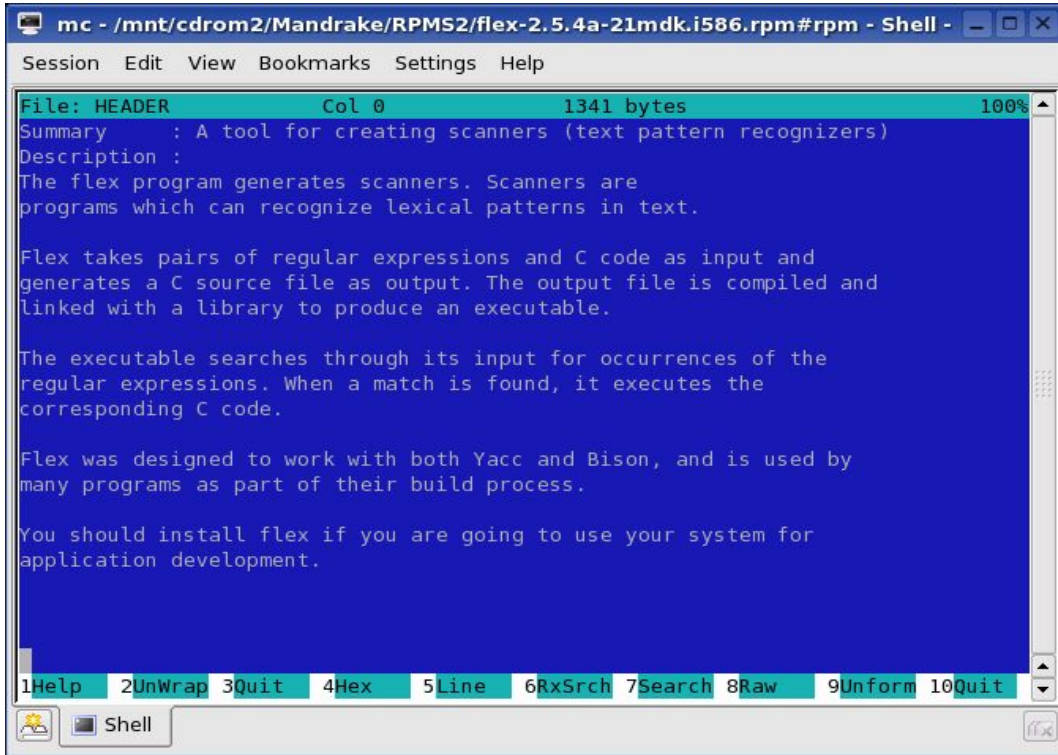 mc - /mnt/cdrom2/Mandrake/RPMS2/flex-2.5.4a-21mdk.i586.rpm#rpm - Shell -
Session Edit View Bookmarks Settings Help
File: HEADER Col 0 1341 bytes 100%
Summary : A tool for creating scanners (text pattern recognizers)
Description :
The flex program generates scanners. Scanners are
programs which can recognize lexical patterns in text.
Flex takes pairs of regular expressions and C code as input and
generates a C source file as output. The output file is compiled and
linked with a library to produce an executable.
The executable searches through its input for occurrences of the
regular expressions. When a match is found, it executes the
corresponding C code.
Flex was designed to work with both Yacc and Bison, and is used by
many programs as part of their build process.
You should install flex if you are going to use your system for
application development.
1Help 2UnWrap 3Quit 4Hex 5Line 6RxSrch 7Search 8Raw 9Unform 10Quit
Shell